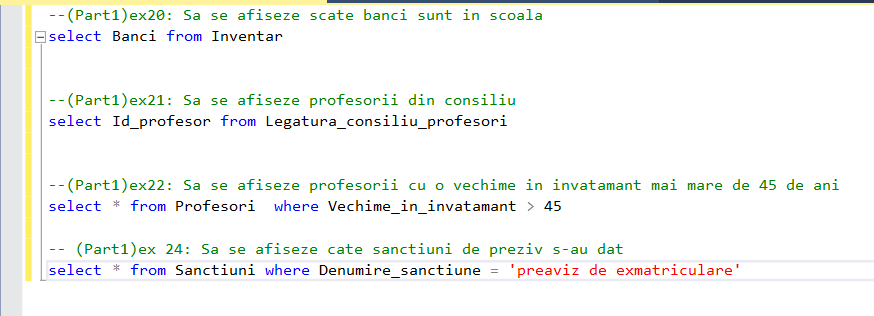 --(Part1)ex20: Sa se afiseze scate banci sunt in scoala
select Banci from Inventar
--(Part1)ex21: Sa se afiseze profesorii din consiliu
select Id_profesor from Legatura_consiliu_profesori
--(Part1)ex22: Sa se afiseze profesorii cu o vechime in invatamant mai mare de 45 de ani
select * from Profesori  where Vechime_in_invatamant > 45
-- (Part1)ex 24: Sa se afiseze cate sanctiuni de preziv s-au dat
select * from Sanctiuni where Denumire_sanctiune = 'preaviz de exmatriculare'